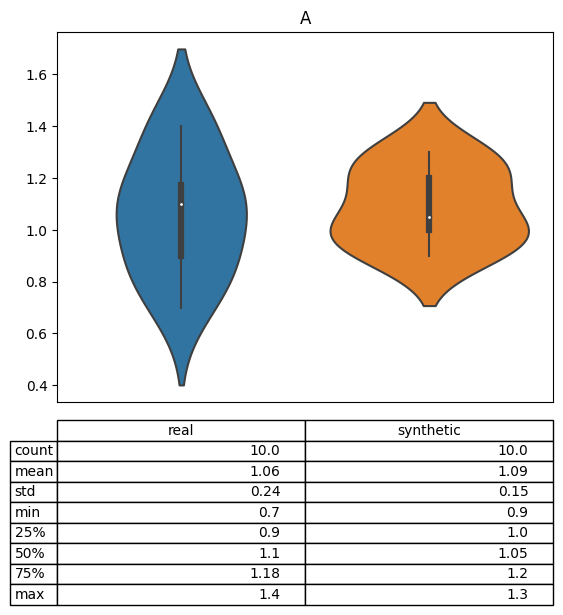 A
1.6
1.4
1.2
1.0
0.8
0.6
0.4
real synthetic
count 10.0 10.0
mean 1.06 1.09
std 0.24 0.15
min 0.7 0.9
25% 0.9 1.0
50% 1.1 1.05
75% 1.18 1.2
max 1.4 1.3